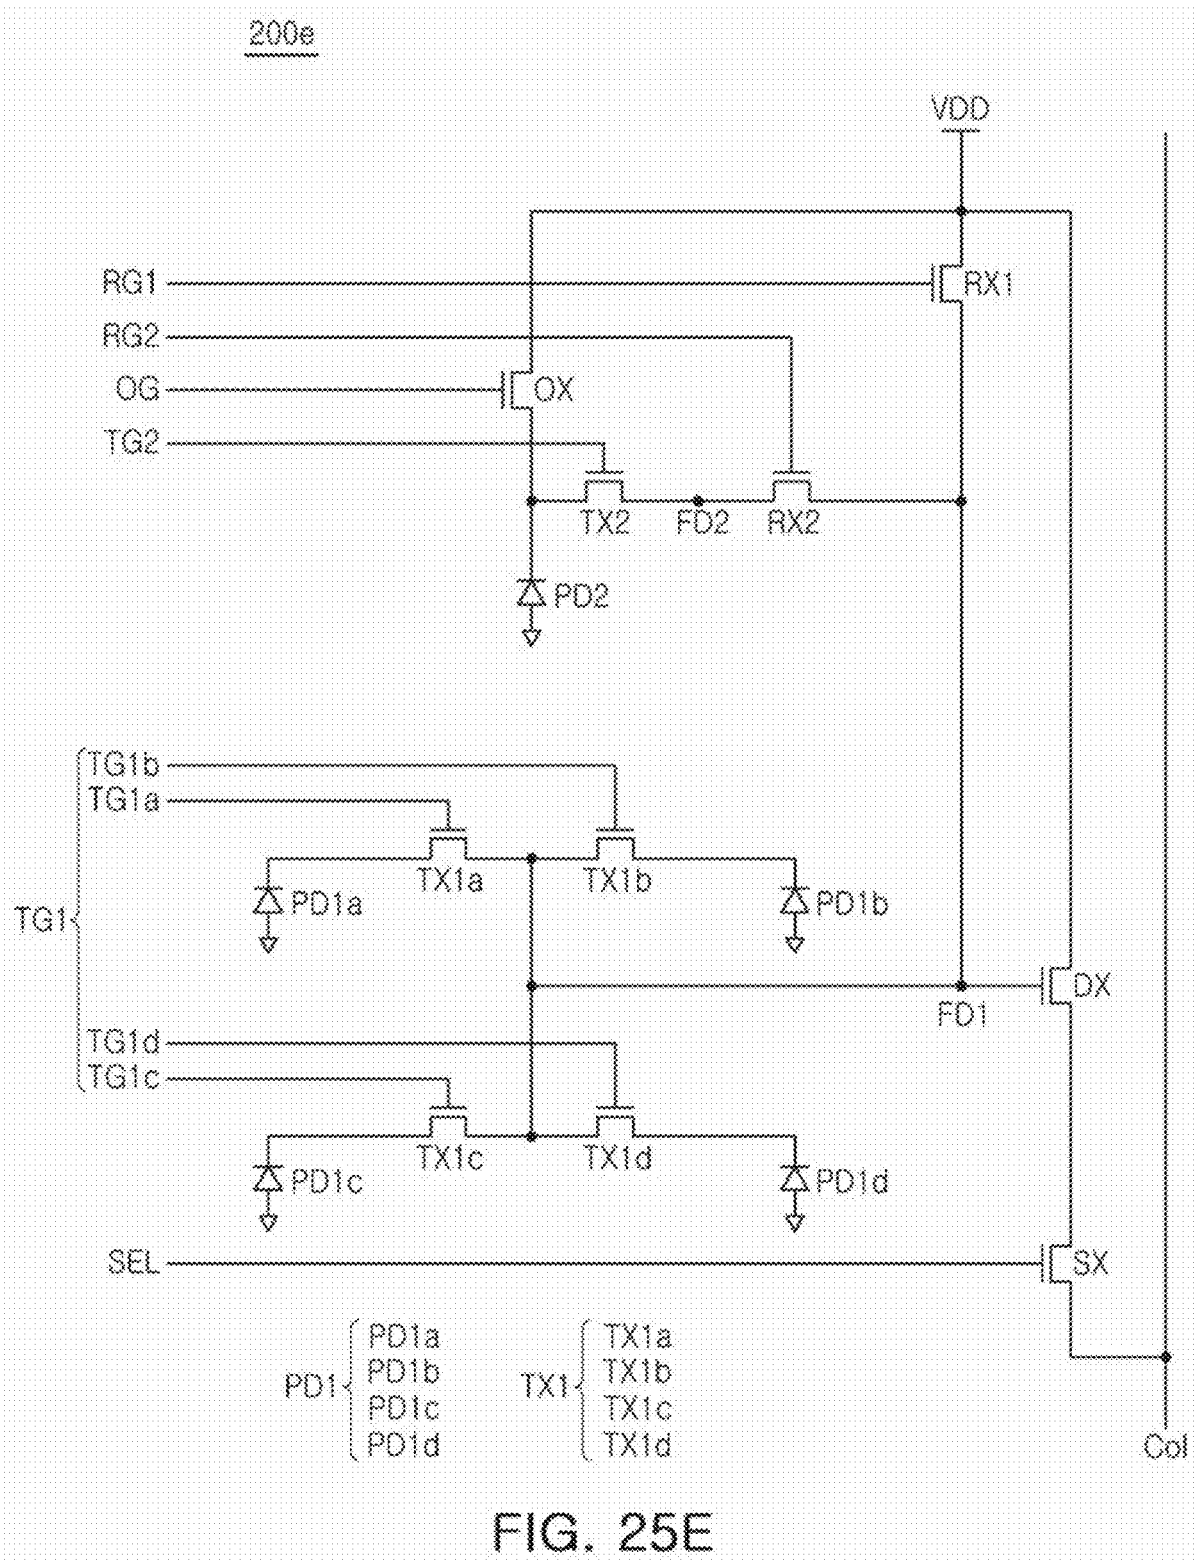 200e
VDD
RG1
RX1
RG2
OG
OX
TG2
TX2
FD2
RX2
PD2
TG1b
TG1a
TX1a
TX1b
PD1a
PD1b
TG1
DX
FD1
TG1d
TG1c
TX1c
TX1d
PD1c
PD1d
SEL
SX
PD1a
PD1b
PD1
PD1c
PD1d
TX1a
TX1b
TX1
TX1c
TX1d
Col
FIG. 25E